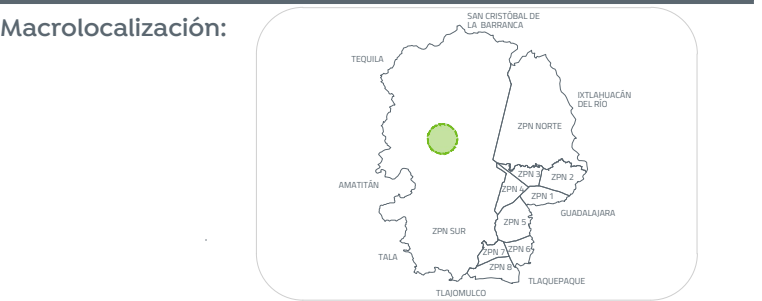 Macrolocalización:
SAN CRISTÓBAL DE
LA BARRANCA
TEQUILA
IXTLAHUACÁN
DEL RÍO
ZPN NORTE
ZPN 3
ZPN 2
AMATITÁN
ZPN 4
ZPN 1
GUADALAJARA
ZPN 5
ZPN SUR
ZPN 7
ZPN 6
TALA
ZPN 8
TLAQUEPAQUE
TLAJOMULCO